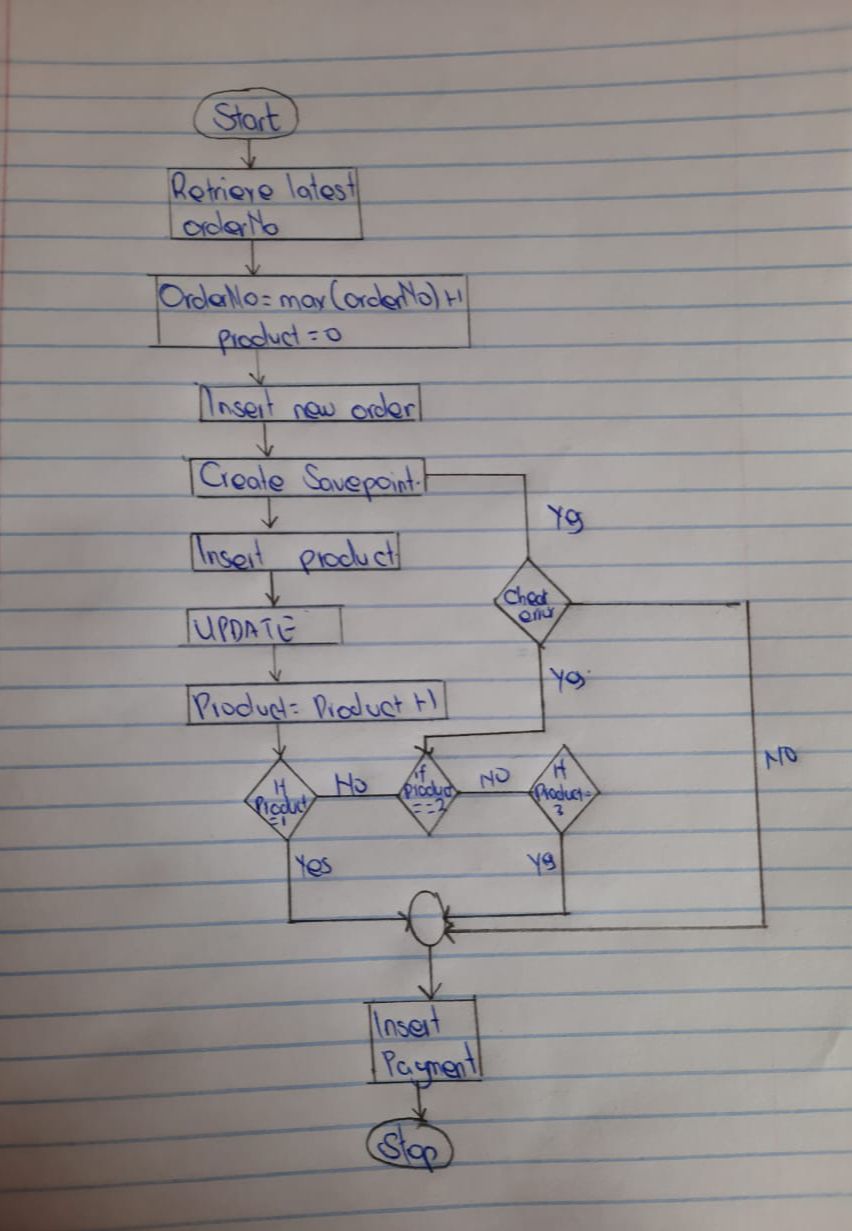 Start
Retrieve latest
orderNo
OrderNo=max(orderNo)+1
product=0
Insert new order
Create Savepoint.
Yes
Insert product
Check
error
UPDATE
Yes
Product= Product +1
NO
If
Product
=1
No
if
Product
==2
NO
If
Product=
3
Yes
Yes
Insert
Payment
Stop